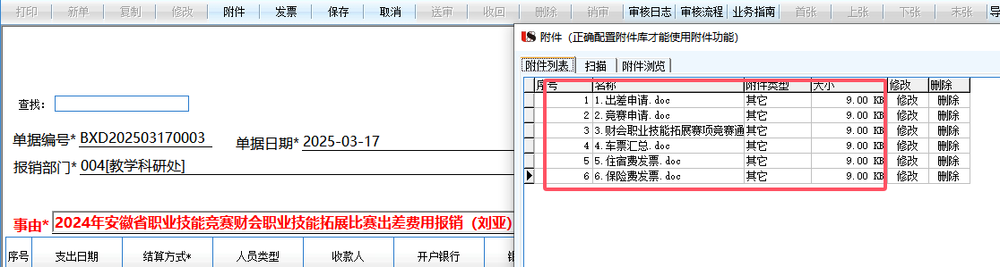 打印 新单 复制 修改 附件 发票 保存 取消 送审 收回 删除 销审 审核日志 审核流程 业务指南 首张 上张 下张 末张 导
附件（正确配置附件库才能使用附件功能）
附件列表 扫描 附件浏览
序号 名称 附件类型 大小 修改 删除
1 1.出差申请.doc 其它 9.00 KB 修改 删除
2 2.竞赛申请.doc 其它 9.00 KB 修改 删除
3 3.财会职业技能拓展赛项竞赛通 其它 9.00 KB 修改 删除
4 4.车票汇总.doc 其它 9.00 KB 修改 删除
5 5.住宿费发票.doc 其它 9.00 KB 修改 删除
6 6.保险费发票.doc 其它 9.00 KB 修改 删除
查找：
单据编号* BXD202503170003 单据日期* 2025-03-17
报销部门* 004[教学科研处]
事由* 2024年安徽省职业技能竞赛财会职业技能拓展比赛出差费用报销（刘亚）
序号 支出日期 结算方式* 人员类型 收款人 开户银行